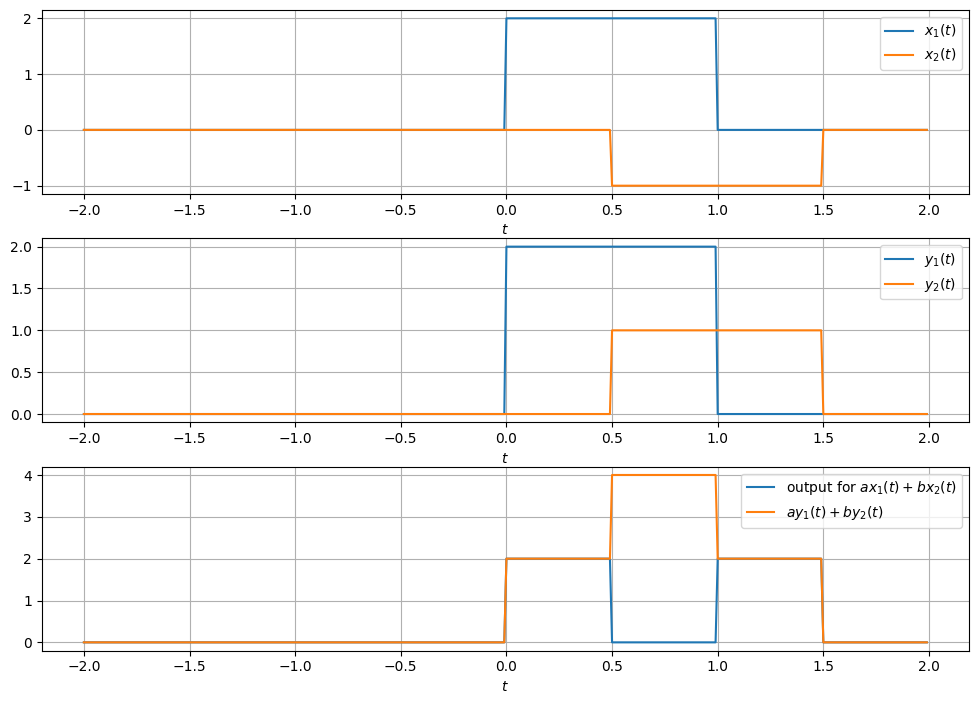 2
1
0
−1
x₁(t)
x₂(t)
−2.0 −1.5 −1.0 −0.5 0.0 0.5 1.0 1.5 2.0
t
2.0
1.5
1.0
0.5
0.0
y₁(t)
y₂(t)
−2.0 −1.5 −1.0 −0.5 0.0 0.5 1.0 1.5 2.0
t
4
3
2
1
0
output for ax₁(t) + bx₂(t)
ay₁(t) + by₂(t)
−2.0 −1.5 −1.0 −0.5 0.0 0.5 1.0 1.5 2.0
t